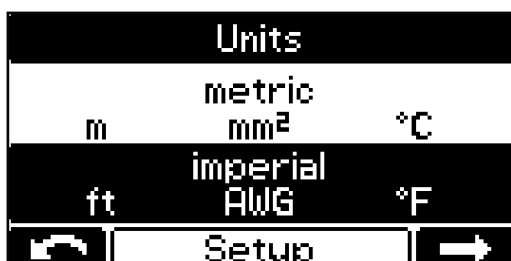 Units
metric
m mm² °C
imperial
ft AWG °F
Setup